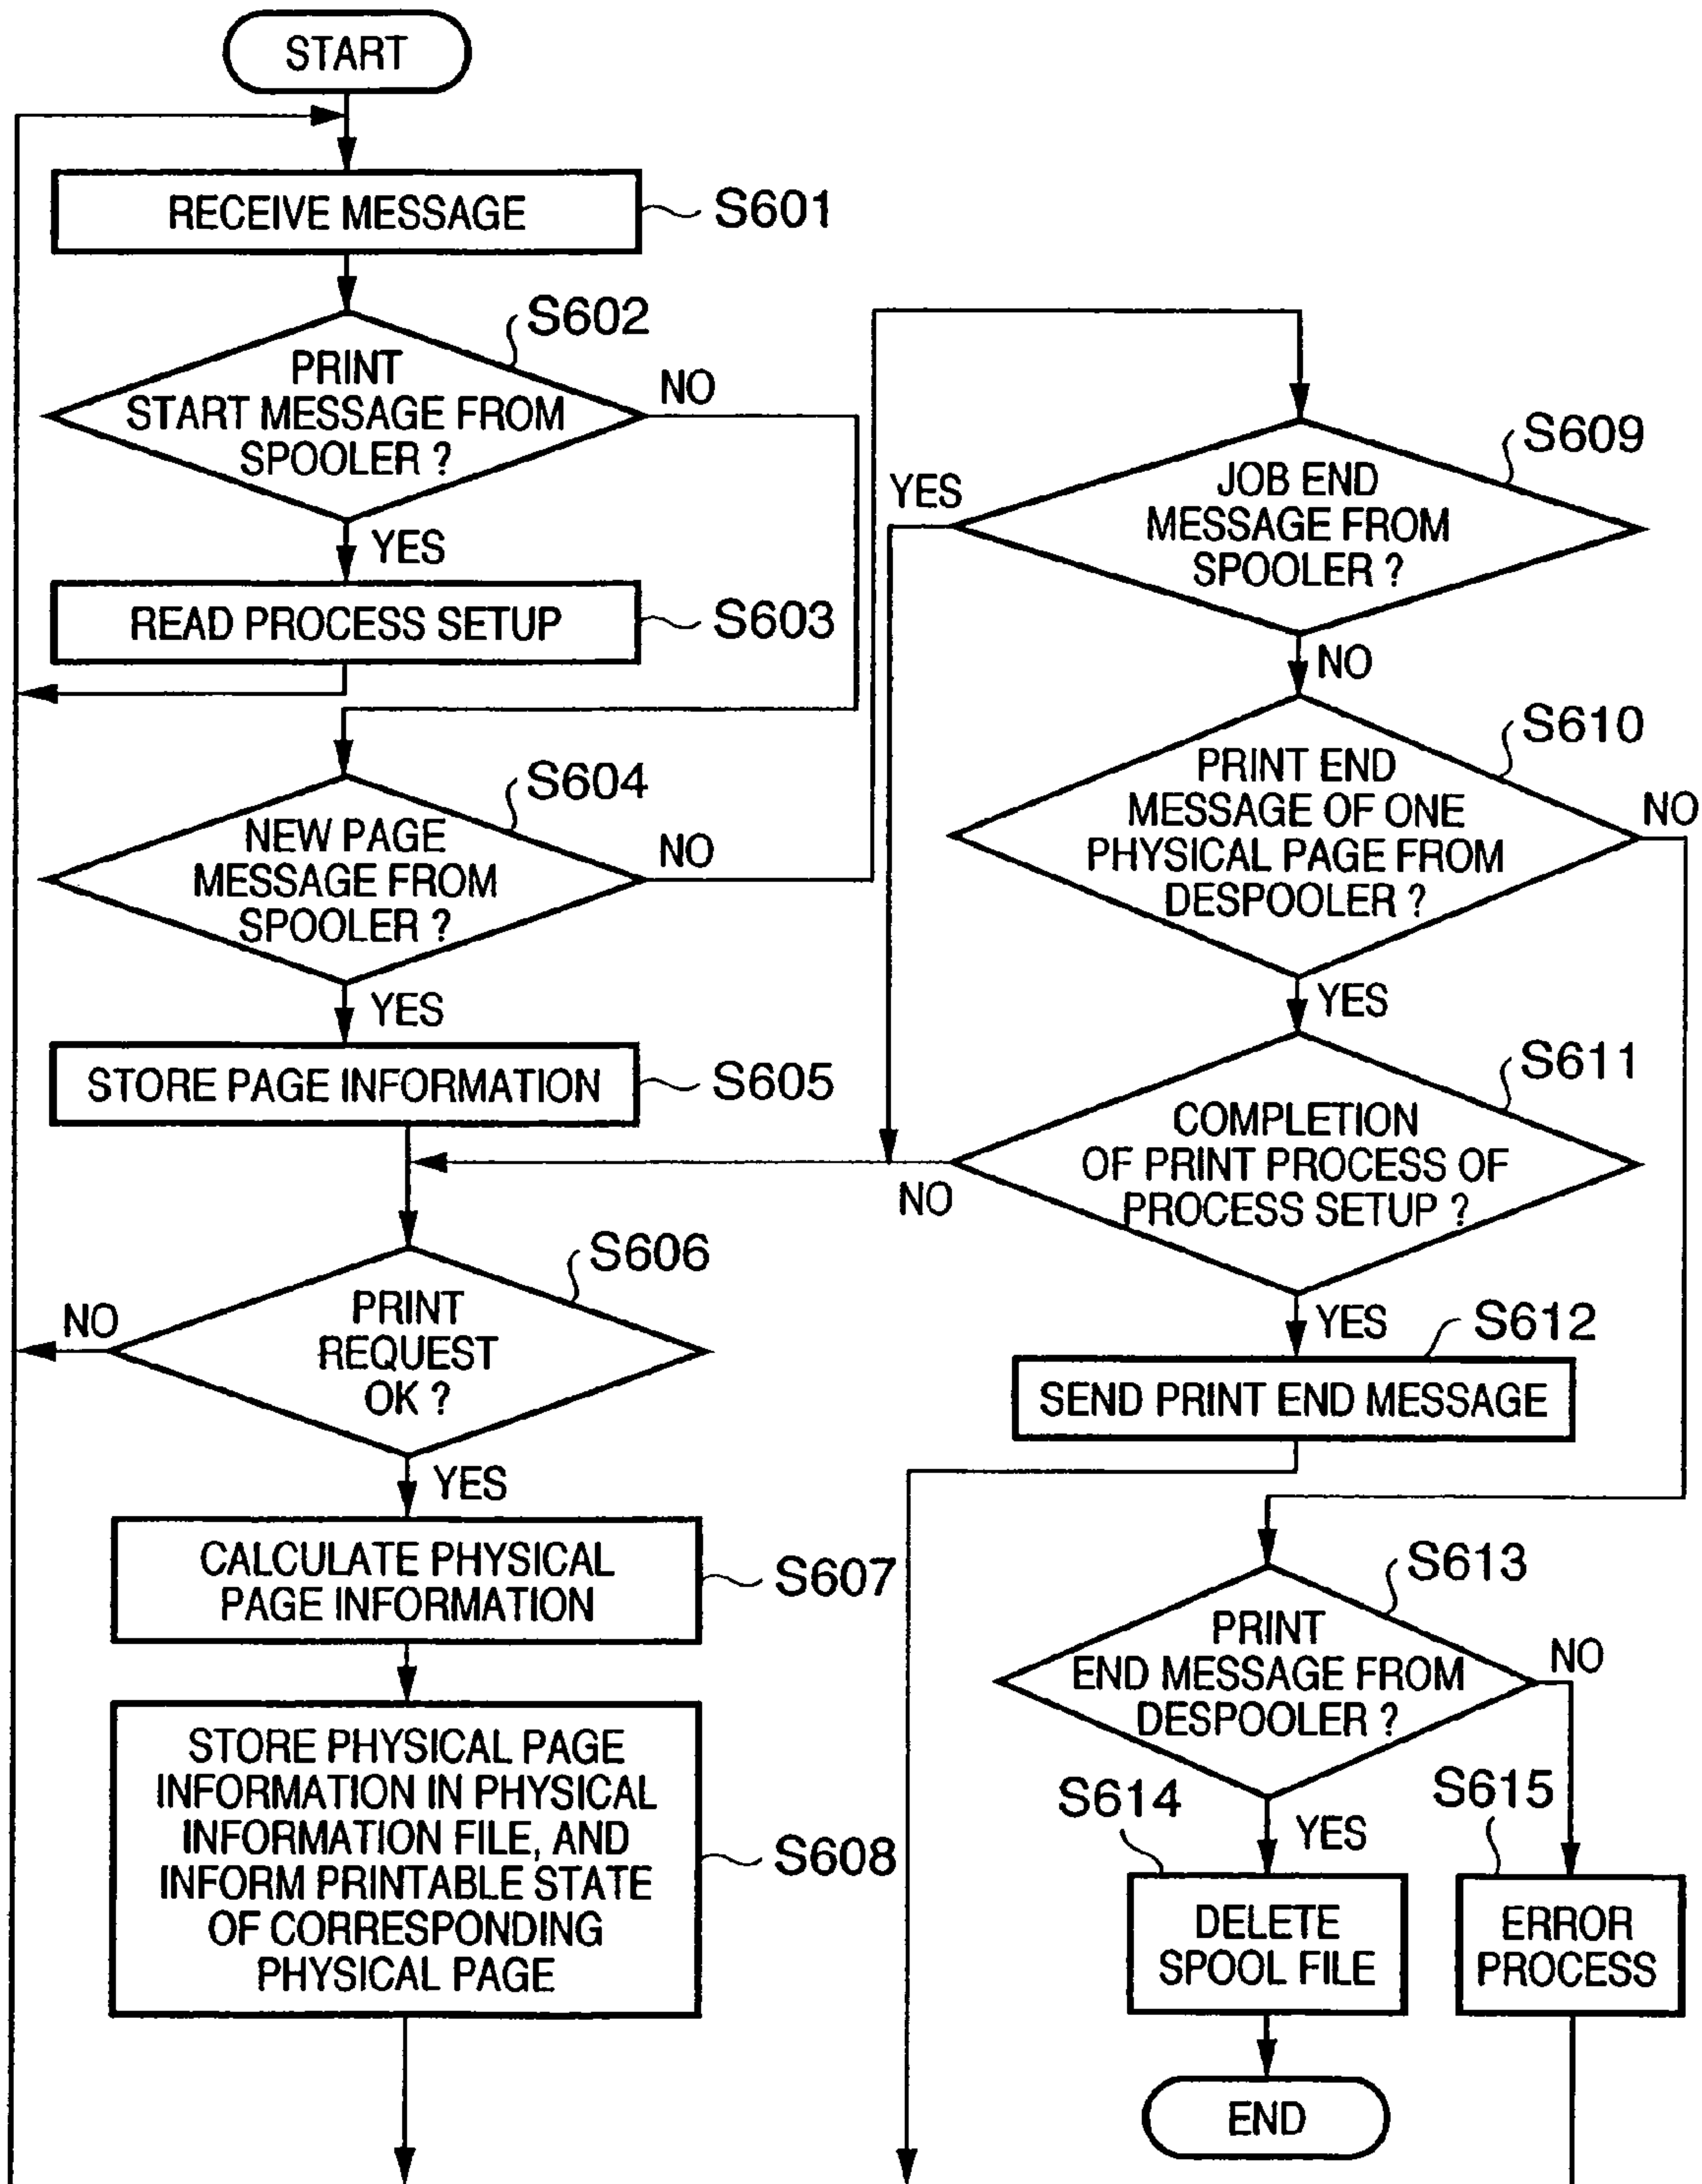 START
RECEIVE MESSAGE
S601
S602
PRINT
START MESSAGE FROM
SPOOLER ?
NO
YES
READ PROCESS SETUP
S603
S604
NEW PAGE
MESSAGE FROM
SPOOLER ?
NO
YES
STORE PAGE INFORMATION
S605
S606
PRINT
REQUEST
OK ?
NO
YES
CALCULATE PHYSICAL
PAGE INFORMATION
S607
STORE PHYSICAL PAGE
INFORMATION IN PHYSICAL
INFORMATION FILE, AND
INFORM PRINTABLE STATE
OF CORRESPONDING
PHYSICAL PAGE
S608
S609
JOB END
MESSAGE FROM
SPOOLER ?
YES
NO
S610
PRINT END
MESSAGE OF ONE
PHYSICAL PAGE FROM
DESPOOLER ?
NO
YES
S611
COMPLETION
OF PRINT PROCESS OF
PROCESS SETUP ?
NO
YES
S612
SEND PRINT END MESSAGE
S613
PRINT
END MESSAGE FROM
DESPOOLER ?
NO
YES
S614
DELETE
SPOOL FILE
S615
ERROR
PROCESS
END